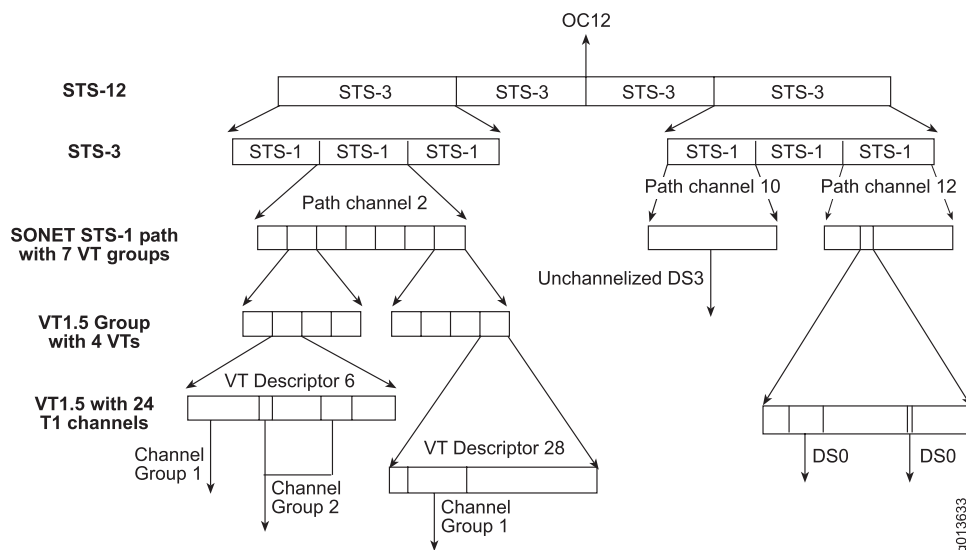 OC12
STS-12
STS-3
STS-3
STS-3
STS-3
STS-3
STS-1
STS-1
STS-1
STS-1
STS-1
STS-1
Path channel 2
Path channel 10
Path channel 12
SONET STS-1 path
with 7 VT groups
Unchannelized DS3
VT1.5 Group
with 4 VTs
VT Descriptor 6
VT1.5 with 24
T1 channels
VT Descriptor 28
Channel
Group 1
DS0
DS0
Channel
Group 2
Channel
Group 1
g013633